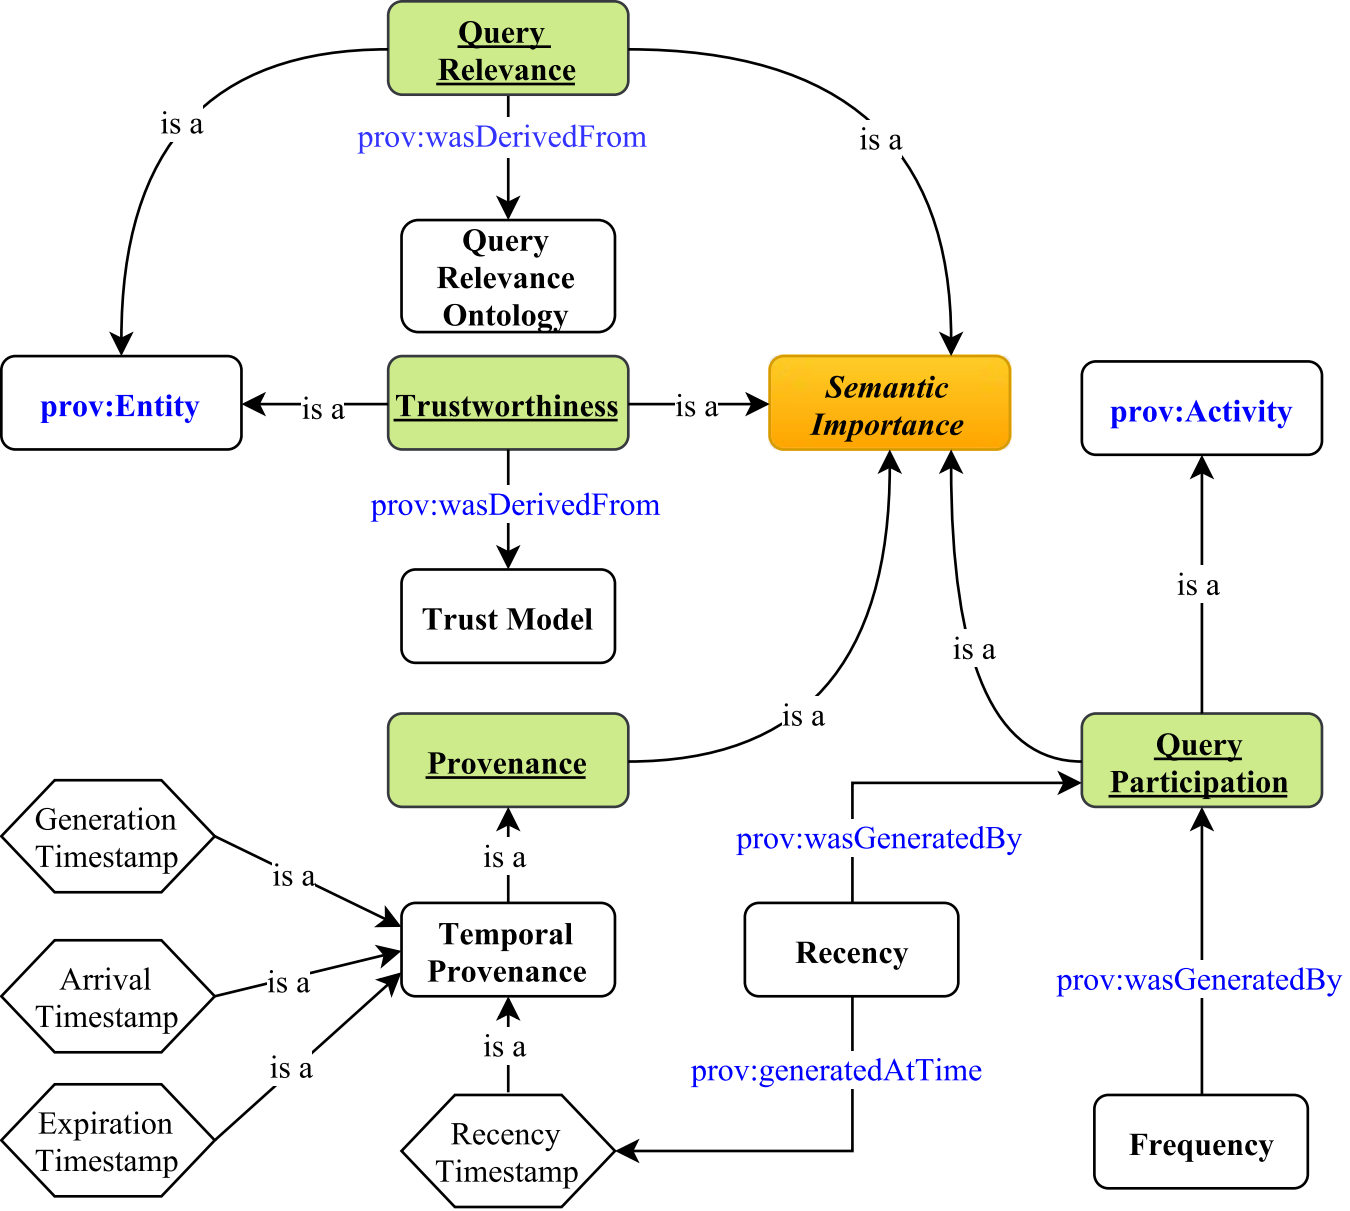 Query
Relevance
is a
prov:wasDerivedFrom
is a
Query
Relevance
Ontology
prov:Entity
is a
Trustworthiness
is a
Semantic
Importance
prov:Activity
prov:wasDerivedFrom
is a
Trust Model
is a
is a
Provenance
Query
Participation
Generation
Timestamp
is a
is a
prov:wasGeneratedBy
Temporal
Provenance
Recency
Arrival
Timestamp
is a
prov:wasGeneratedBy
is a
is a
prov:generatedAtTime
Expiration
Timestamp
Recency
Timestamp
Frequency